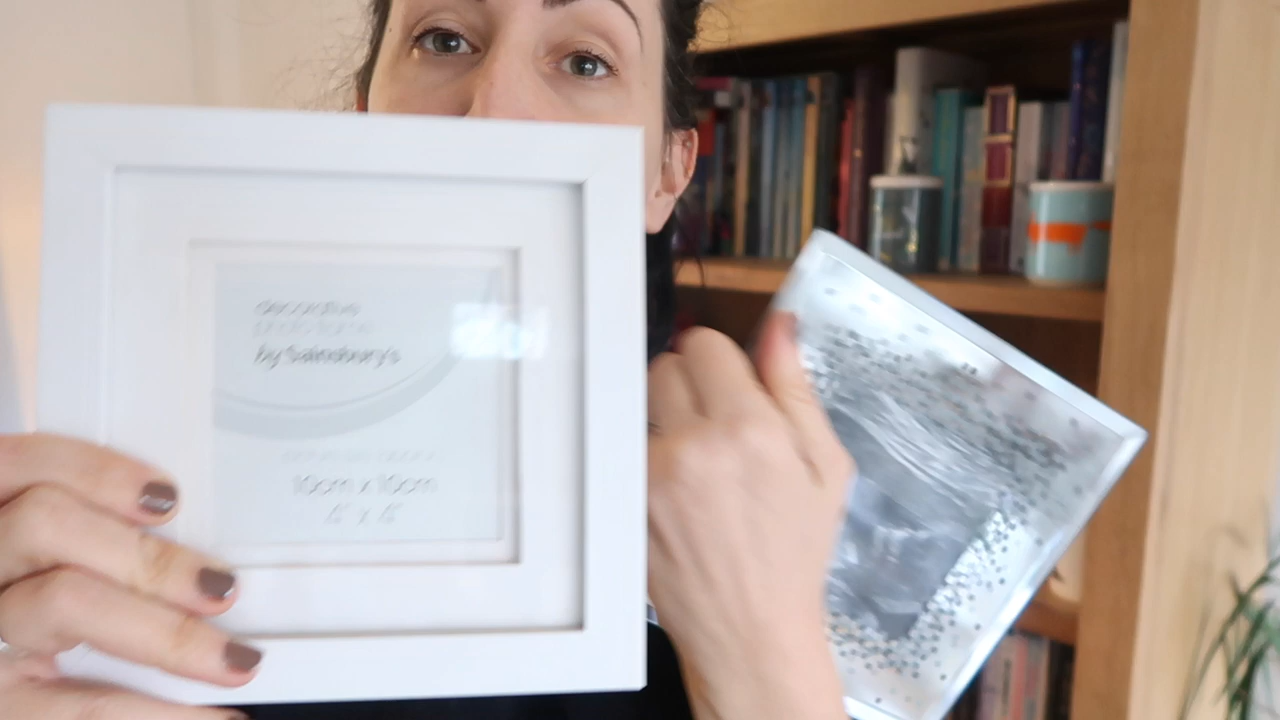 decorative
photo frame
by Sainsbury's
10cm x 10cm
4" x 4"